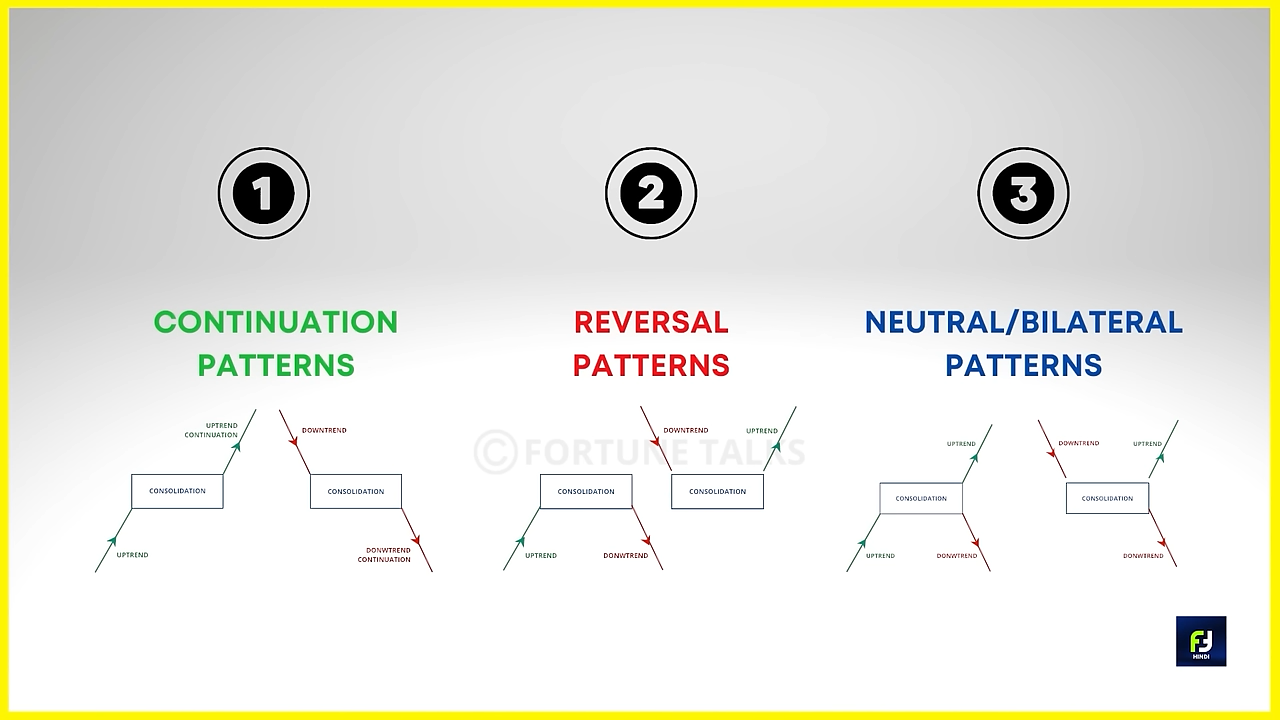 1
2
3
CONTINUATION
PATTERNS
REVERSAL
PATTERNS
NEUTRAL/BILATERAL
PATTERNS
UPTREND
CONTINUATION
DOWNTREND
CONSOLIDATION
CONSOLIDATION
UPTREND
DONWTREND
CONTINUATION
©FORTUNE TALKS
DOWNTREND
UPTREND
CONSOLIDATION
CONSOLIDATION
UPTREND
DONWTREND
UPTREND
DOWNTREND
UPTREND
CONSOLIDATION
CONSOLIDATION
UPTREND
DONWTREND
DONWTREND
HINDI